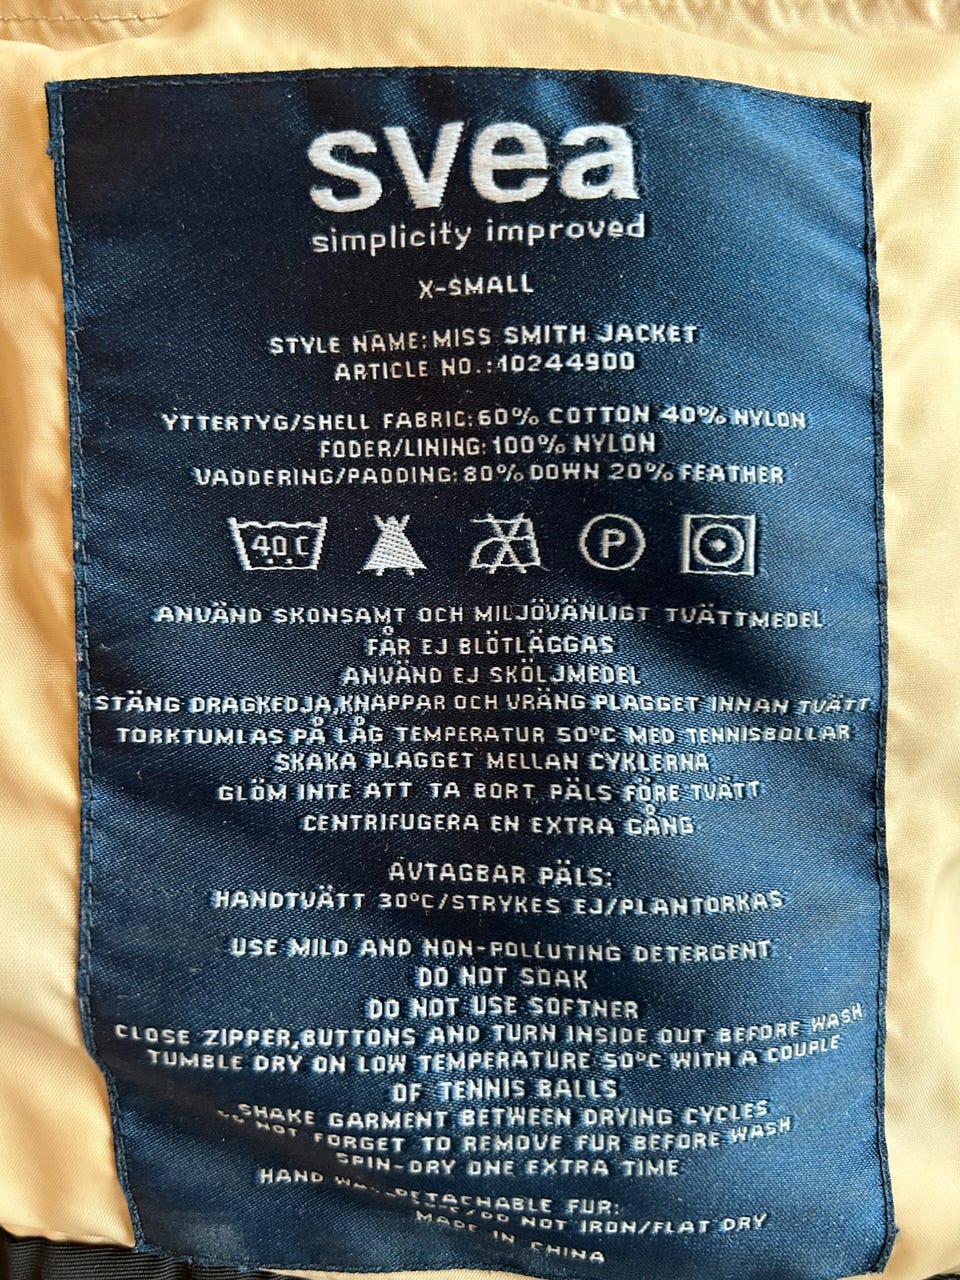 svea
simplicity improved
X-SMALL
STYLE NAME:MISS SMITH JACKET
ARTICLE NO.:10244900
YTTERTYG/SHELL FABRIC:60% COTTON 40% NYLON
FODER/LINING:100% NYLON
VADDERING/PADDING:80% DOWN 20% FEATHER
40 C P
ANVÄND SKONSAMT OCH MILJÖVÄNLIGT TVÄTTMEDEL
FÅR EJ BLÖTLÄGGAS
ANVÄND EJ SKÖLJMEDEL
STÄNG DRAGKEDJA,KNAPPAR OCH VRÄNG PLAGGET INNAN TVÄTT
TORKTUMLAS PÅ LÅG TEMPERATUR 50°C MED TENNISBOLLAR
SKAKA PLAGGET MELLAN CYKLERNA
GLÖM INTE ATT TA BORT PÄLS FÖRE TVÄTT
CENTRIFUGERA EN EXTRA GÅNG
AVTAGBAR PÄLS:
HANDTVÄTT 30°C/STRYKES EJ/PLANTORKAS
USE MILD AND NON-POLLUTING DETERGENT
DO NOT SOAK
DO NOT USE SOFTNER
CLOSE ZIPPER,BUTTONS AND TURN INSIDE OUT BEFORE WASH
TUMBLE DRY ON LOW TEMPERATURE 50°C WITH A COUPLE
OF TENNIS BALLS
SHAKE GARMENT BETWEEN DRYING CYCLES
DO NOT FORGET TO REMOVE FUR BEFORE WASH
SPIN-DRY ONE EXTRA TIME
DETACHABLE FUR:
HAND DO NOT IRON/FLAT DRY
MADE IN CHINA